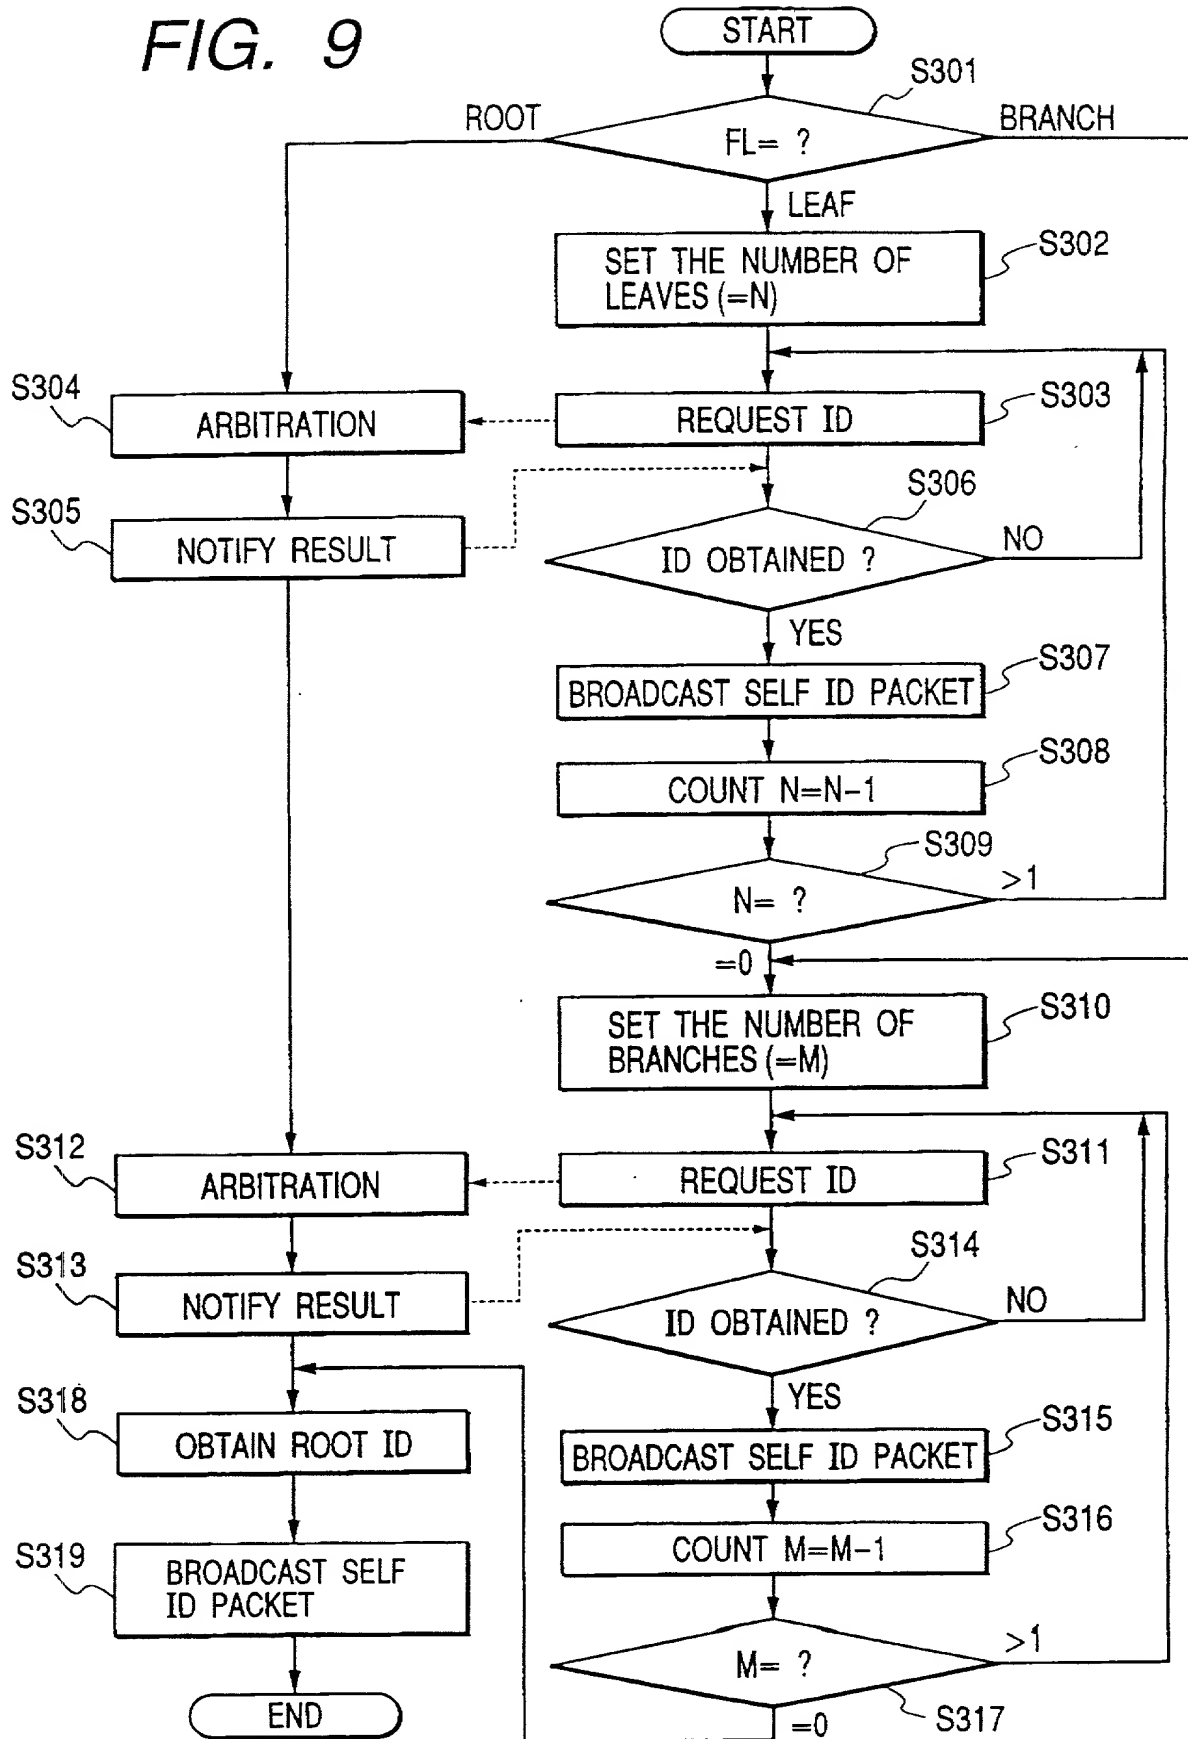 FIG. 9
START
S301
ROOT
BRANCH
FL= ?
LEAF
S302
SET THE NUMBER OF
LEAVES (=N)
S304
S303
ARBITRATION
REQUEST ID
S305
S306
NOTIFY RESULT
ID OBTAINED ?
NO
YES
S307
BROADCAST SELF ID PACKET
S308
COUNT N=N-1
S309
N= ?
>1
=0
S310
SET THE NUMBER OF
BRANCHES (=M)
S312
S311
ARBITRATION
REQUEST ID
S313
S314
NOTIFY RESULT
ID OBTAINED ?
NO
YES
S318
S315
OBTAIN ROOT ID
BROADCAST SELF ID PACKET
S316
COUNT M=M-1
S319
BROADCAST SELF
ID PACKET
M= ?
>1
S317
=0
END